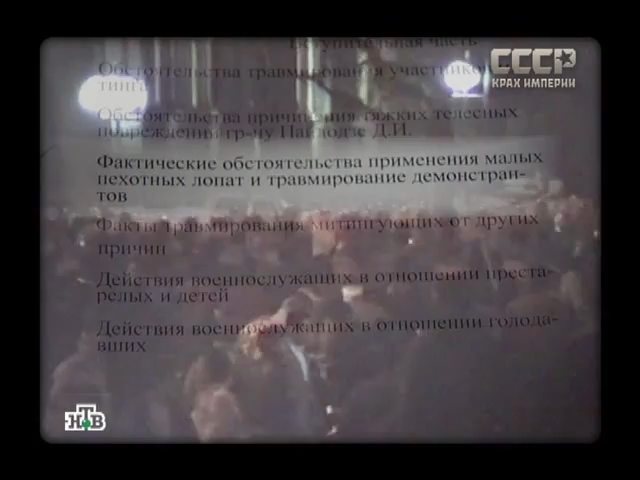 Вступительная часть
СССР
КРАХ ИМПЕРИИ
Обстоятельства травмирования участников
тинга
Обстоятельства причинения тяжких телесных
повреждений гр-ну Д.И.
Фактические обстоятельства применения малых
пехотных лопат и травмирование демонстран-
тов
Факты травмирования митингующих от других
причин
Действия военнослужащих в отношении преста-
релых и детей
Действия военнослужащих в отношении голода-
вших
НТВ